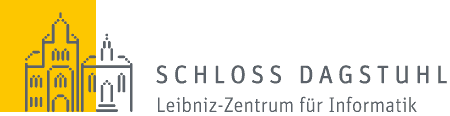 SCHLOSS DAGSTUHL
Leibniz-Zentrum für Informatik